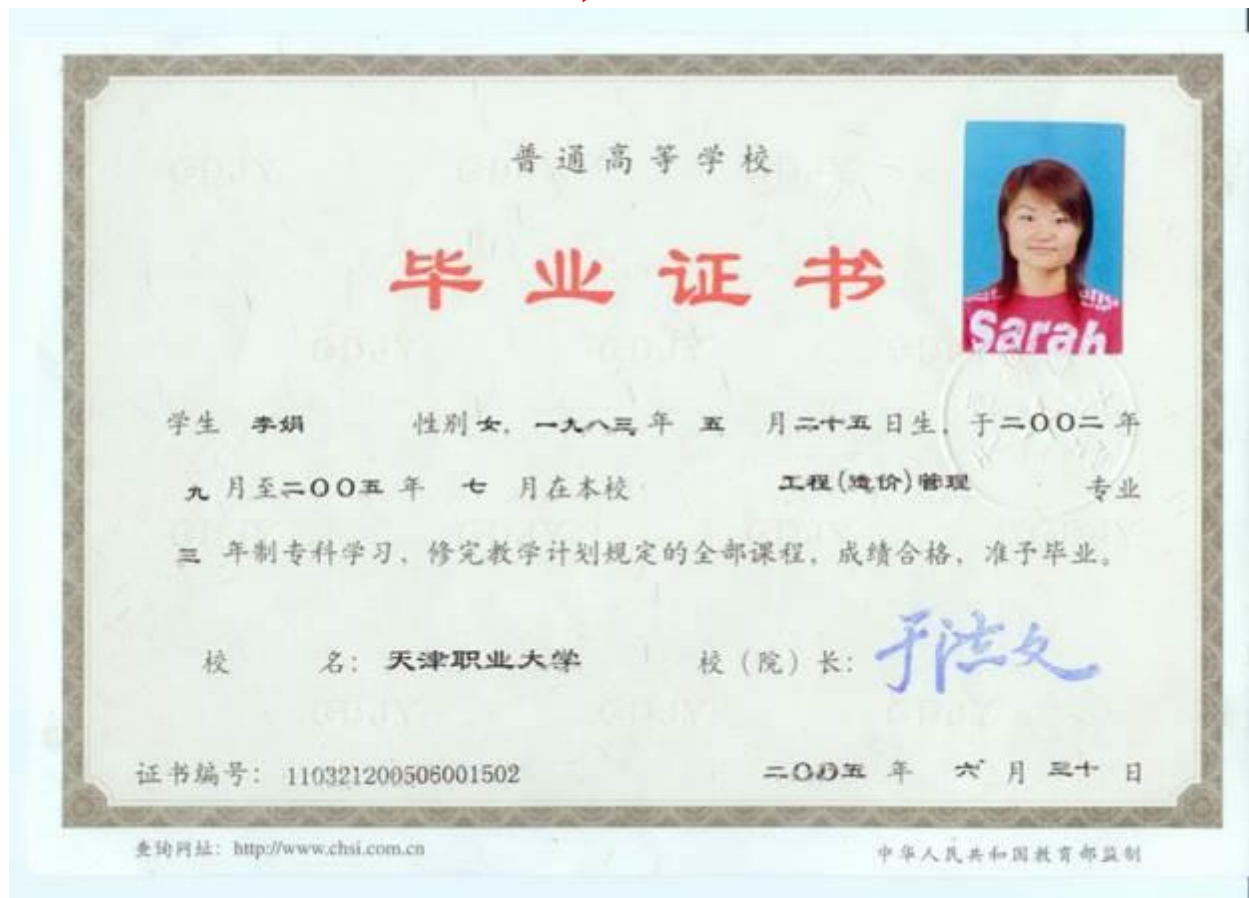 普通高等学校
毕业证书
Sarah
学生 李娟 性别 女, 一九八三 年 五 月 二十五 日生, 于 二〇〇二 年
九 月至 二〇〇五 年 七 月在本校 工程(造价)管理 专业
三 年制专科学习、修完教学计划规定的全部课程, 成绩合格, 准予毕业。
校 名: 天津职业大学 校 (院) 长:
证书编号: 110321200506001502 二〇〇五 年 六 月 三十 日
查询网址: http://www.chsi.com.cn 中华人民共和国教育部监制